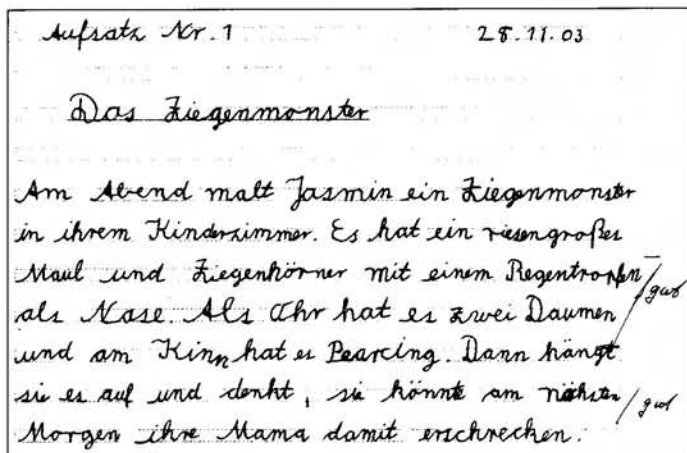 Aufsatz Nr. 1 28.11.03
Das Ziegenmonster
Am Abend malt Jasmin ein Ziegenmonster
in ihrem Kinderzimmer. Es hat ein riesengroßes
Maul und Ziegenhörner mit einem Regentropfen
als Nase. Als Ohr hat es zwei Daumen / gut
und am Kinn hat es Pearcing. Dann hängt
sie es auf und denkt, sie könnte am nächsten
Morgen ihre Mama damit erschrecken. / gut